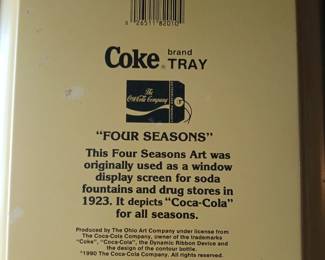 26511 82010
Coke® brand TRAY
The
Coca-Cola Company
"FOUR SEASONS"
This Four Seasons Art was
originally used as a window
display screen for soda
fountains and drug stores in
1923. It depicts "Coca-Cola"
for all seasons.
Produced by The Ohio Art Company under license from
The Coca-Cola Company, owner of the trademarks
"Coke", "Coca-Cola", the Dynamic Ribbon Device and
the design of the contour bottle.
©1990 The Coca-Cola Company. All rights reserved.